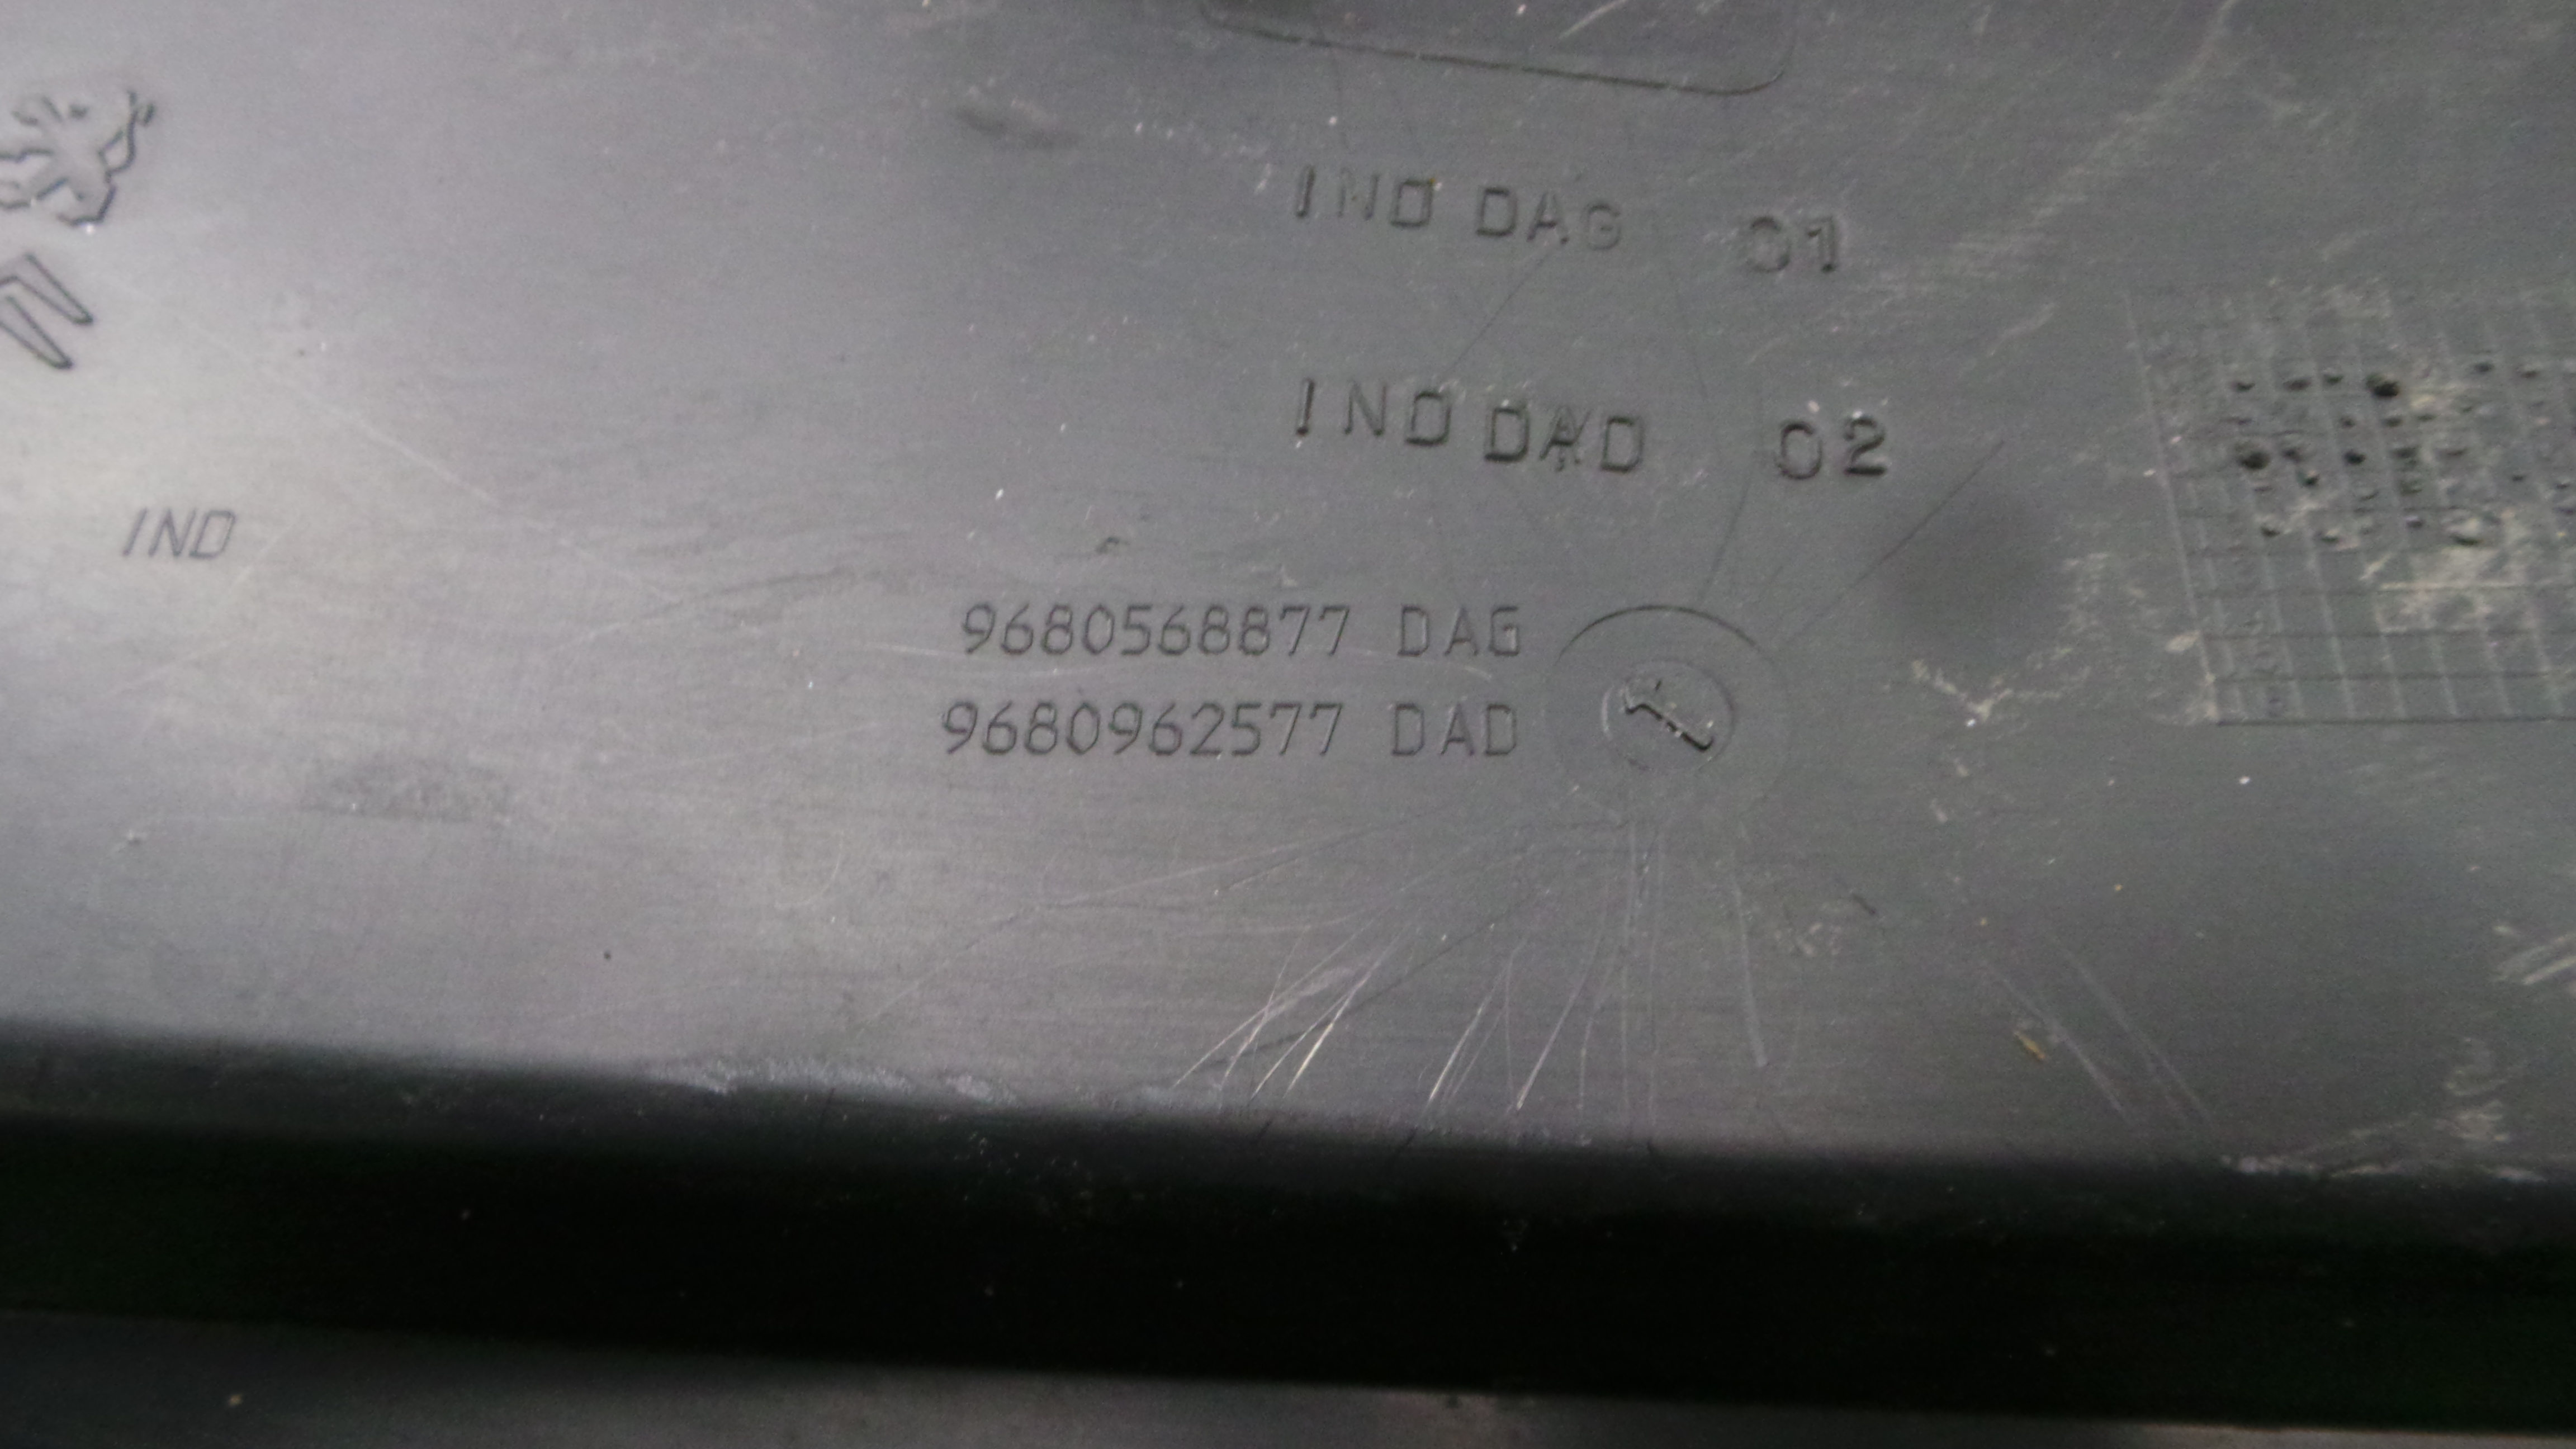 IND DAG 01
IND DAD 02
IND
9680568877 DAG
9680962577 DAD